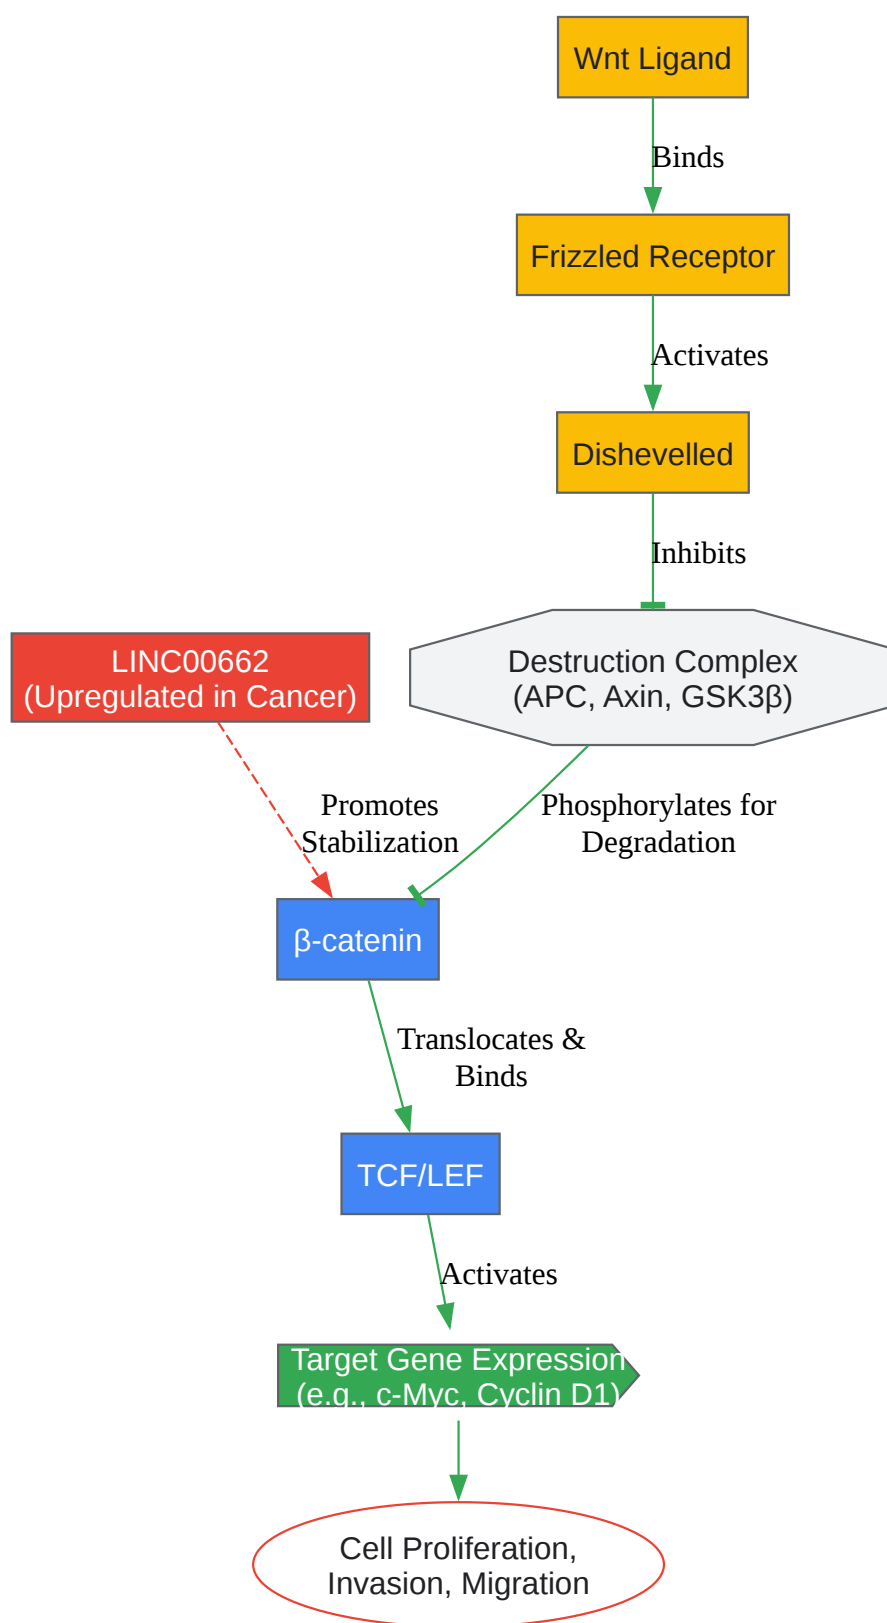 Wnt Ligand
Binds
Frizzled Receptor
Activates
Dishevelled
Inhibits
LINC00662
(Upregulated in Cancer)
Destruction Complex
(APC, Axin, GSK3β)
Promotes
Stabilization
Phosphorylates for
Degradation
β-catenin
Translocates &
Binds
TCF/LEF
Activates
Target Gene Expression
(e.g., c-Myc, Cyclin D1)
Cell Proliferation,
Invasion, Migration